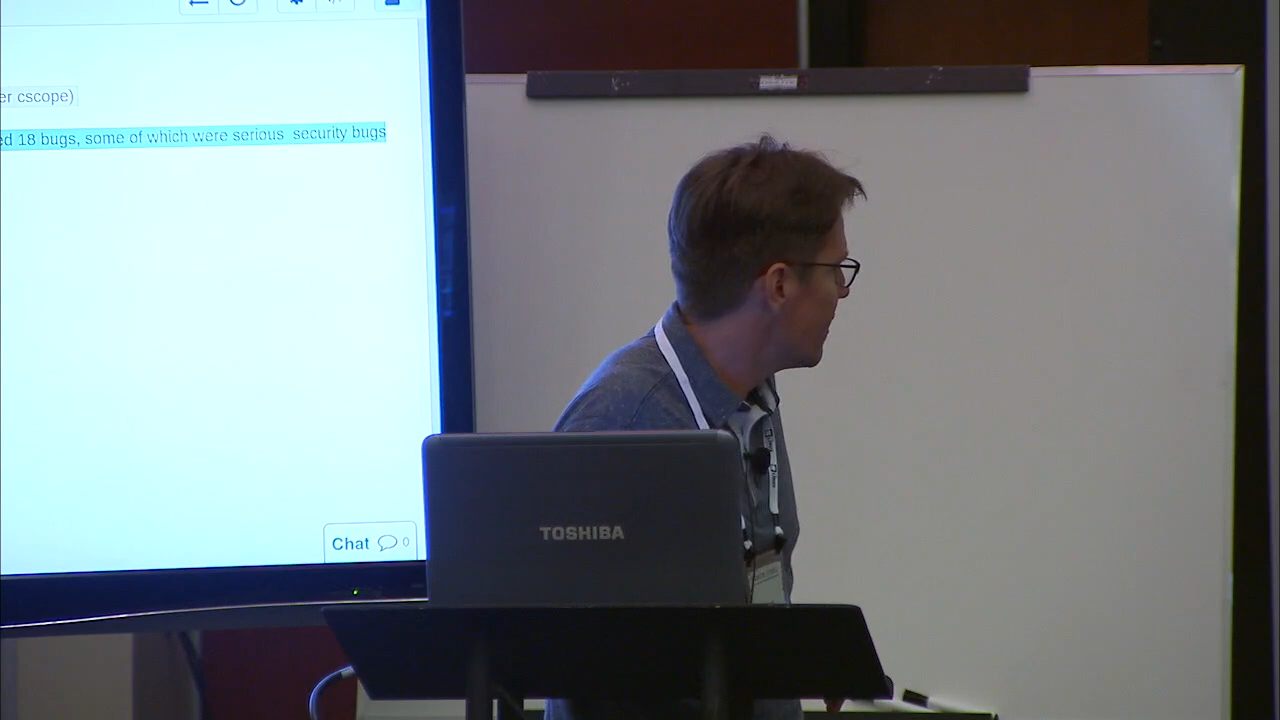 er cscope)
ed 18 bugs, some of which were serious  security bugs
Chat 0
TOSHIBA